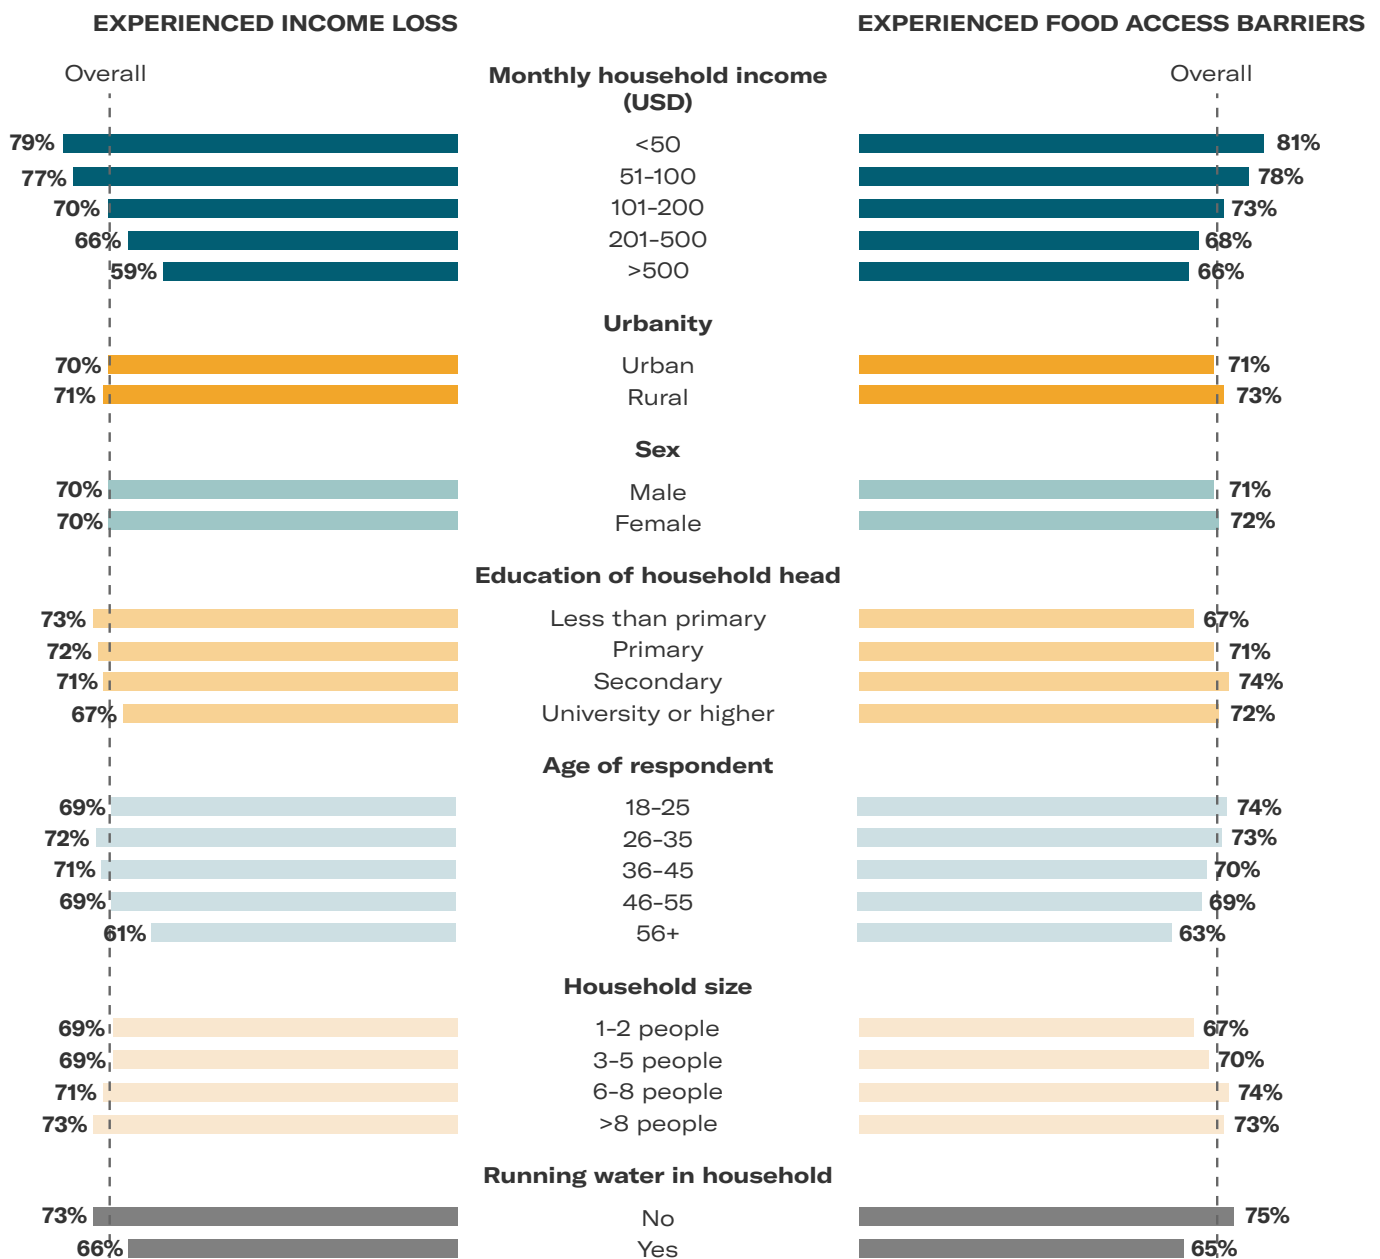 EXPERIENCED INCOME LOSS EXPERIENCED FOOD ACCESS BARRIERS
Overall Monthly household income Overall
(USD)
79% <50 81%
77% 51–100 78%
70% 101–200 73%
66% 201–500 68%
59% >500 66%
Urbanity
70% Urban 71%
71% Rural 73%
Sex
70% Male 71%
70% Female 72%
Education of household head
73% Less than primary 67%
72% Primary 71%
71% Secondary 74%
67% University or higher 72%
Age of respondent
69% 18–25 74%
72% 26–35 73%
71% 36–45 70%
69% 46–55 69%
61% 56+ 63%
Household size
69% 1–2 people 67%
69% 3–5 people 70%
71% 6–8 people 74%
73% >8 people 73%
Running water in household
73% No 75%
66% Yes 65%